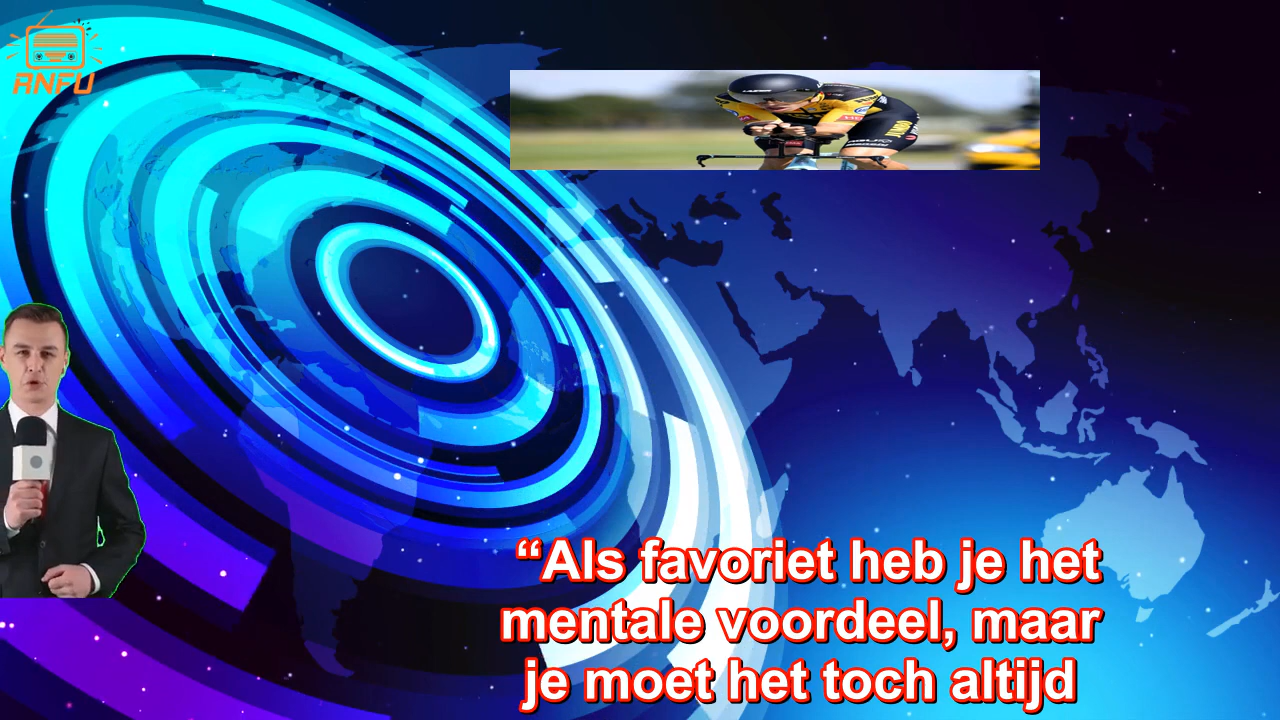 ANFU
“Als favoriet heb je het
mentale voordeel, maar
je moet het toch altijd